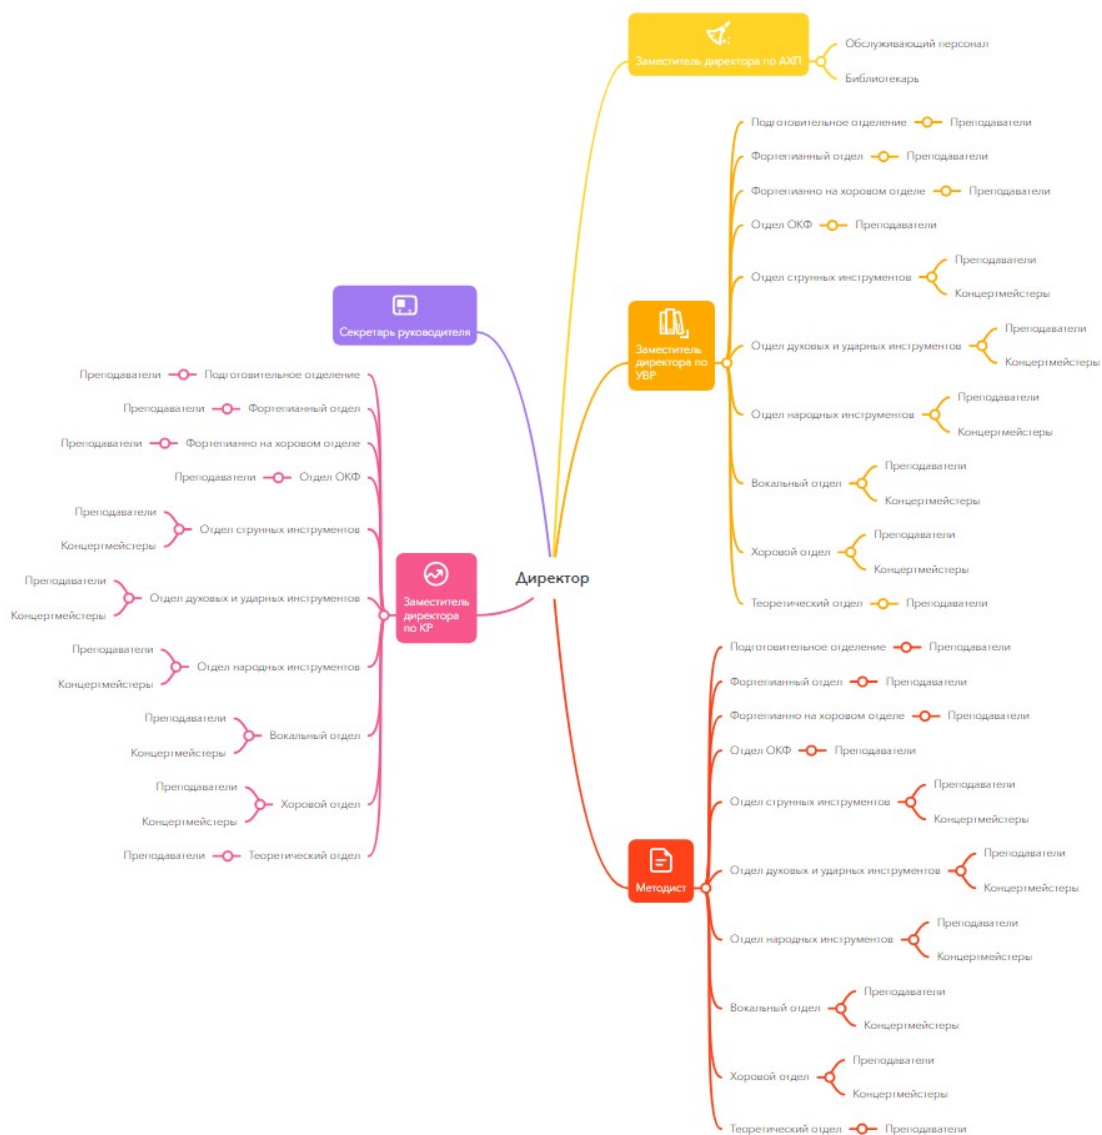 Заместитель директора по АХП
Обслуживающий персонал
Библиотекарь
Секретарь руководителя
Директор
Заместитель
директора по
УВР
Подготовительное отделение
Преподаватели
Фортепианный отдел
Преподаватели
Фортепианно на хоровом отделе
Преподаватели
Отдел ОКФ
Преподаватели
Отдел струнных инструментов
Преподаватели
Концертмейстеры
Отдел духовых и ударных инструментов
Преподаватели
Концертмейстеры
Отдел народных инструментов
Преподаватели
Концертмейстеры
Вокальный отдел
Преподаватели
Концертмейстеры
Хоровой отдел
Преподаватели
Концертмейстеры
Теоретический отдел
Преподаватели
Заместитель
директора
по КР
Подготовительное отделение
Преподаватели
Фортепианный отдел
Преподаватели
Фортепианно на хоровом отделе
Преподаватели
Отдел ОКФ
Преподаватели
Отдел струнных инструментов
Преподаватели
Концертмейстеры
Отдел духовых и ударных инструментов
Преподаватели
Концертмейстеры
Отдел народных инструментов
Преподаватели
Концертмейстеры
Вокальный отдел
Преподаватели
Концертмейстеры
Хоровой отдел
Преподаватели
Концертмейстеры
Теоретический отдел
Преподаватели
Методист
Подготовительное отделение
Преподаватели
Фортепианный отдел
Преподаватели
Фортепианно на хоровом отделе
Преподаватели
Отдел ОКФ
Преподаватели
Отдел струнных инструментов
Преподаватели
Концертмейстеры
Отдел духовых и ударных инструментов
Преподаватели
Концертмейстеры
Отдел народных инструментов
Преподаватели
Концертмейстеры
Вокальный отдел
Преподаватели
Концертмейстеры
Хоровой отдел
Преподаватели
Концертмейстеры
Теоретический отдел
Преподаватели